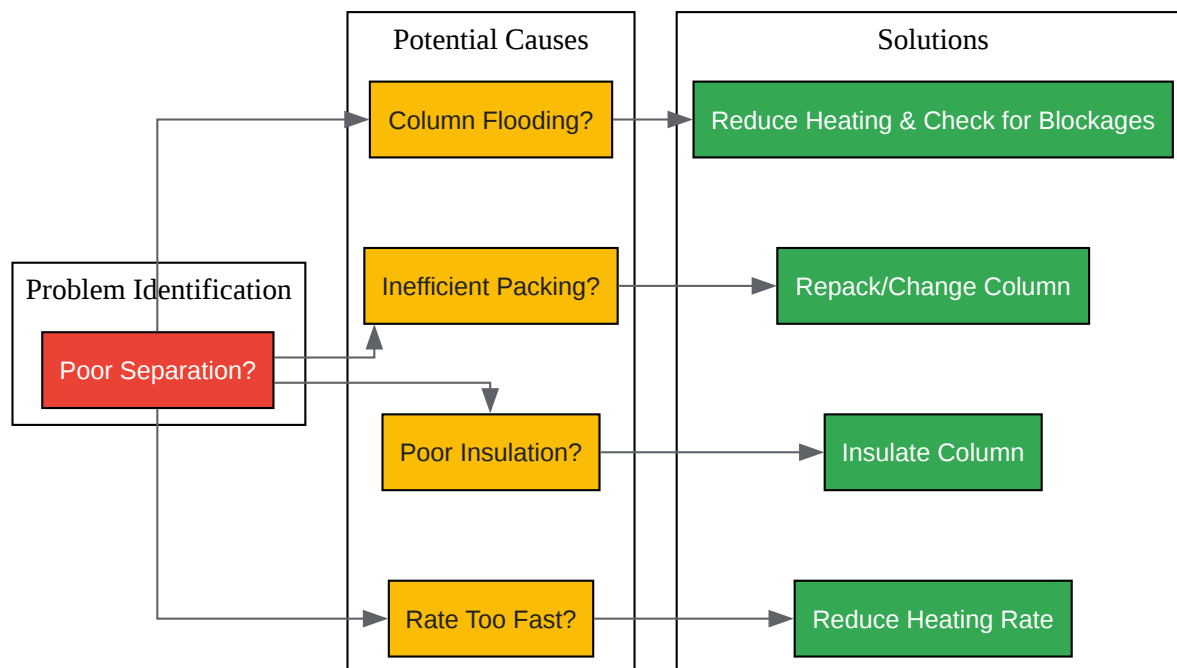 Potential Causes
Solutions
Column Flooding?
Reduce Heating & Check for Blockages
Problem Identification
Inefficient Packing?
Repack/Change Column
Poor Separation?
Poor Insulation?
Insulate Column
Rate Too Fast?
Reduce Heating Rate